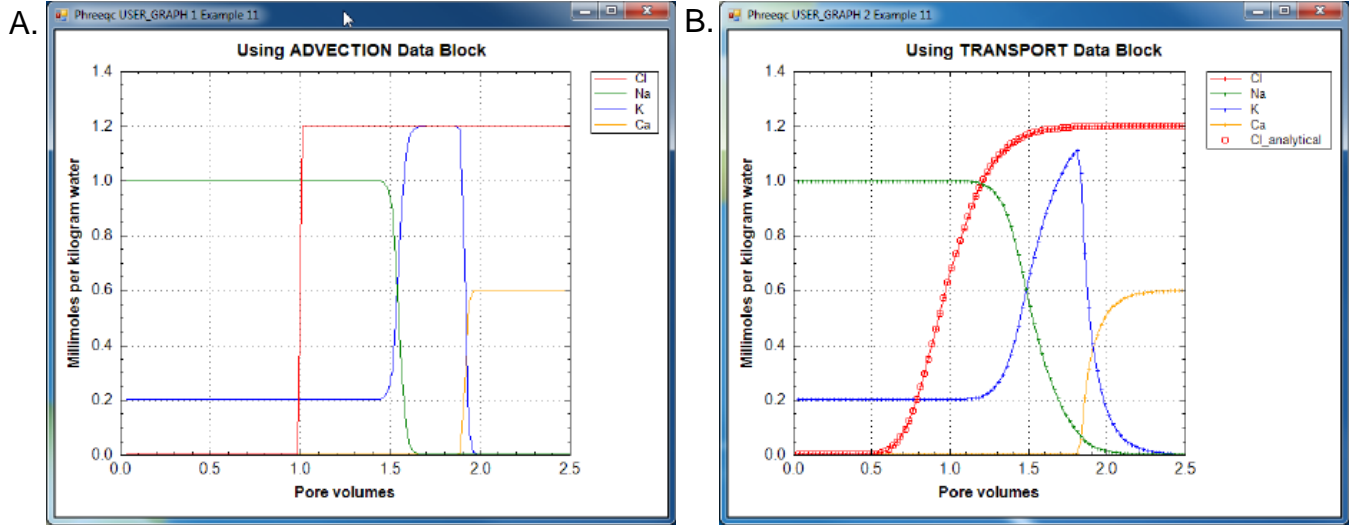 A.
Phreeqc USER_GRAPH 1 Example 11
Using ADVECTION Data Block
Millimoles per kilogram water
1.4
1.2
1.0
0.8
0.6
0.4
0.2
0.0
0.0 0.5 1.0 1.5 2.0 2.5
Pore volumes
Cl
Na
K
Ca
B.
Phreeqc USER_GRAPH 2 Example 11
Using TRANSPORT Data Block
Millimoles per kilogram water
1.4
1.2
1.0
0.8
0.6
0.4
0.2
0.0
0.0 0.5 1.0 1.5 2.0 2.5
Pore volumes
Cl
Na
K
Ca
Cl_analytical